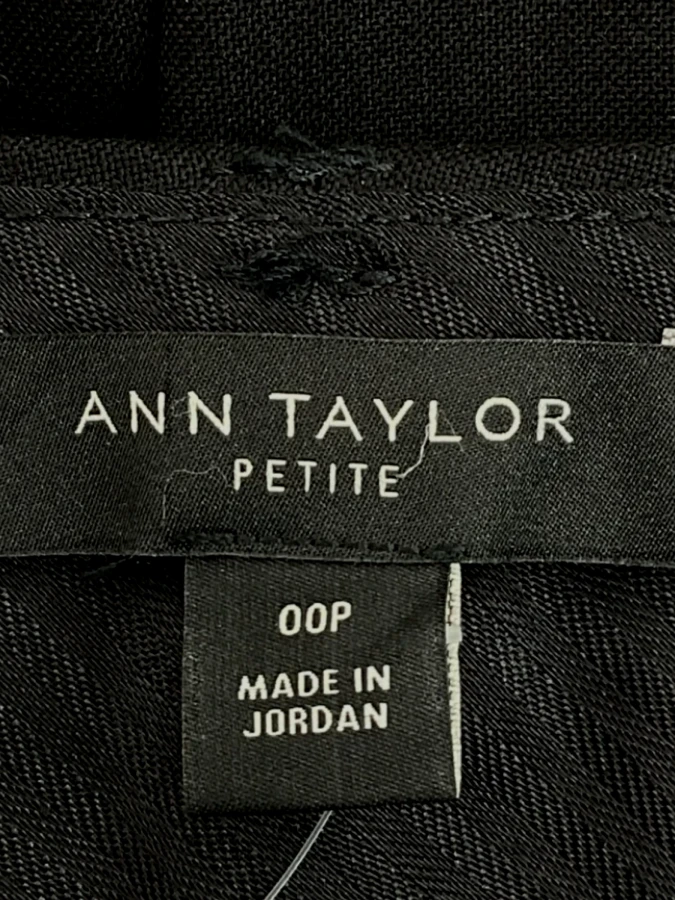 ANN TAYLOR
PETITE
00P
MADE IN
JORDAN